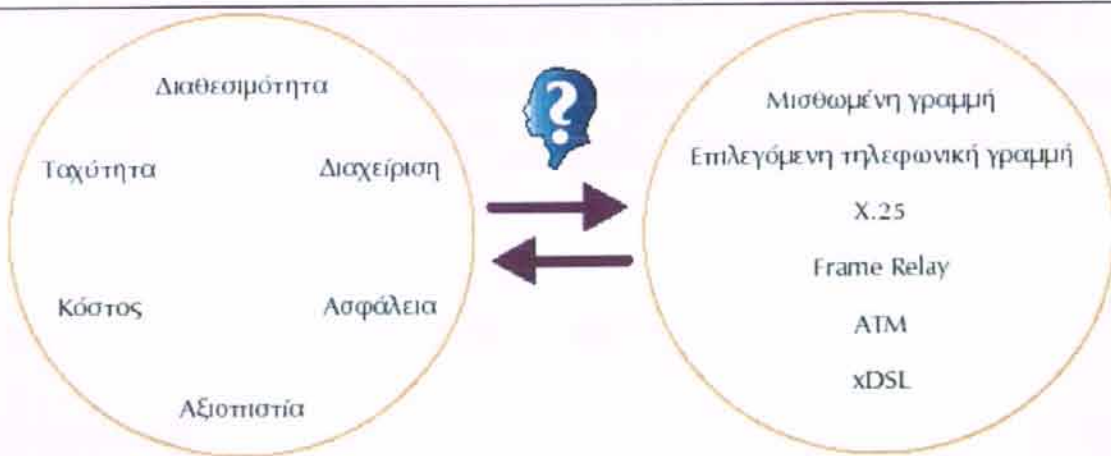 Διαθεσιμότητα
Ταχύτητα
Διαχείριση
Κόστος
Ασφάλεια
Αξιοπιστία
?
Μισθωμένη γραμμή
Επιλεγόμενη τηλεφωνική γραμμή
X.25
Frame Relay
ATM
xDSL